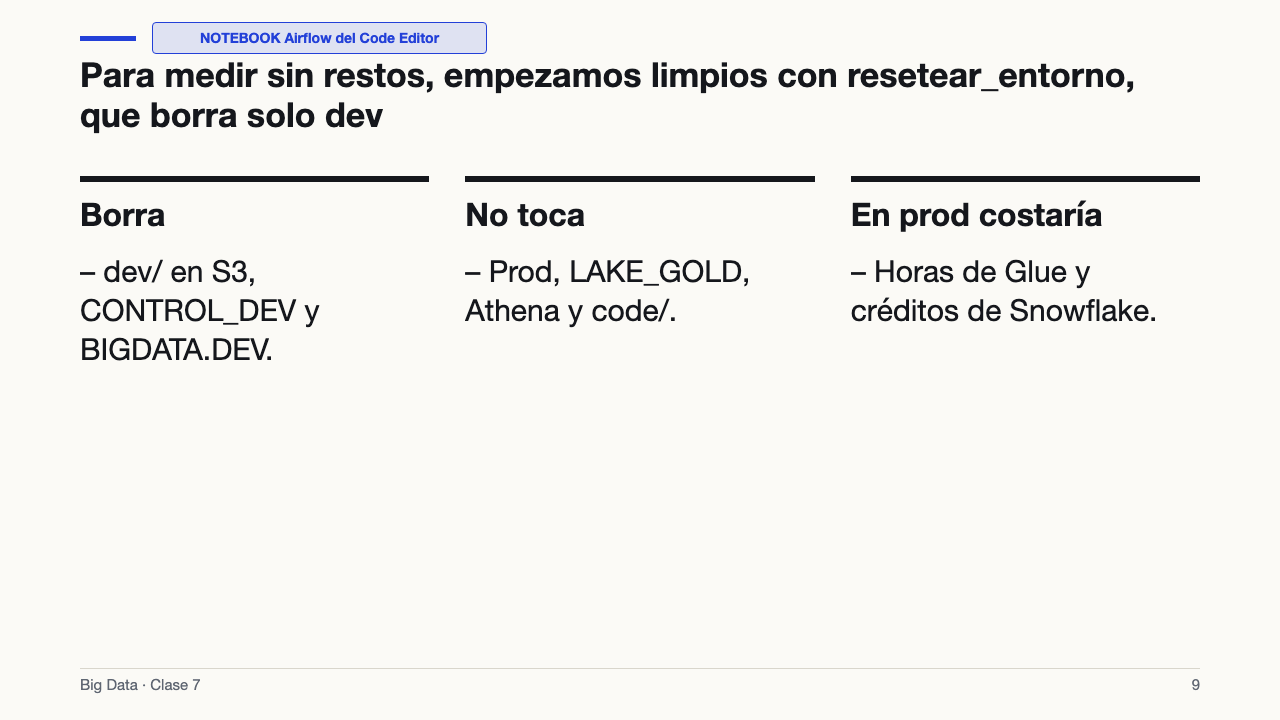 NOTEBOOK Airflow del Code Editor
Para medir sin restos, empezamos limpios con resetear_entorno,
que borra solo dev
Borra
– dev/ en S3,
CONTROL_DEV y
BIGDATA.DEV.
No toca
– Prod, LAKE_GOLD,
Athena y code/.
En prod costaría
– Horas de Glue y
créditos de Snowflake.
Big Data · Clase 7
9